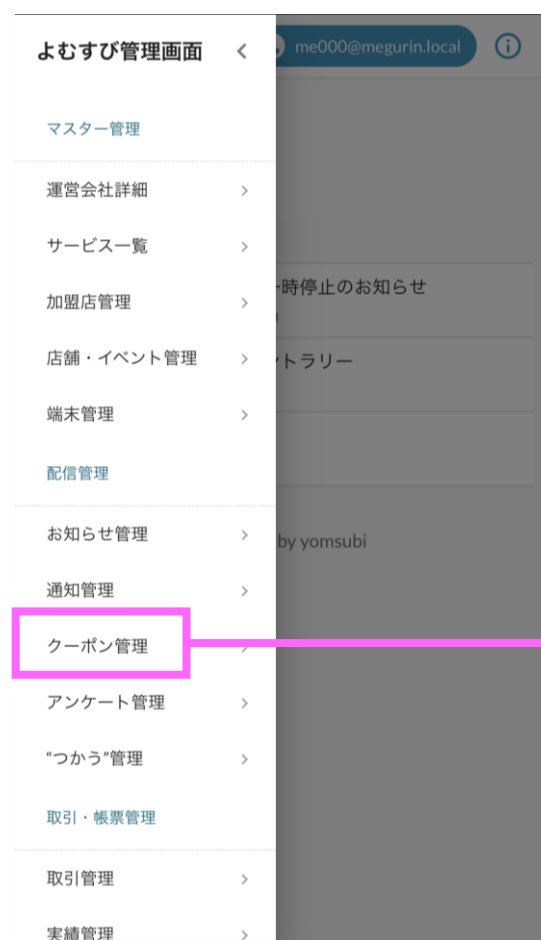 よむすび管理画面
me000@megurin.local
マスター管理
運営会社詳細
サービス一覧
加盟店管理
時停止のお知らせ
店舗・イベント管理
トラリー
端末管理
配信管理
お知らせ管理
by yomsubi
通知管理
クーポン管理
アンケート管理
“つかう”管理
取引・帳票管理
取引管理
実績管理